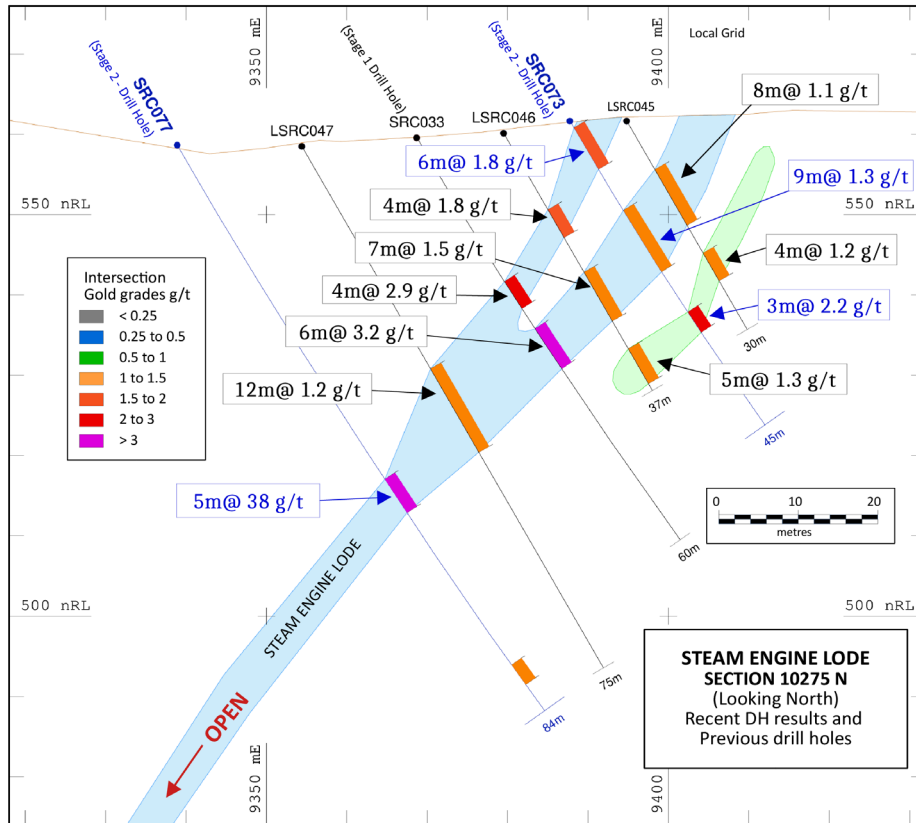 9350 mE
9400 mE
Local Grid
SRC077
(Stage 2 - Drill Hole)
(Stage 1 Drill Hole)
SRC073
(Stage 2 - Drill Hole)
LSRC047
SRC033
LSRC046
LSRC045
8m@ 1.1 g/t
6m@ 1.8 g/t
9m@ 1.3 g/t
4m@ 1.8 g/t
550 nRL
550 nRL
7m@ 1.5 g/t
4m@ 1.2 g/t
4m@ 2.9 g/t
3m@ 2.2 g/t
6m@ 3.2 g/t
30m
12m@ 1.2 g/t
5m@ 1.3 g/t
37m
45m
Intersection
Gold grades g/t
< 0.25
0.25 to 0.5
0.5 to 1
1 to 1.5
1.5 to 2
2 to 3
> 3
5m@ 38 g/t
0 10 20
metres
60m
STEAM ENGINE LODE
500 nRL
500 nRL
75m
84m
OPEN
STEAM ENGINE LODE
SECTION 10275 N
(Looking North)
Recent DH results and
Previous drill holes
9350 mE
9400 mE